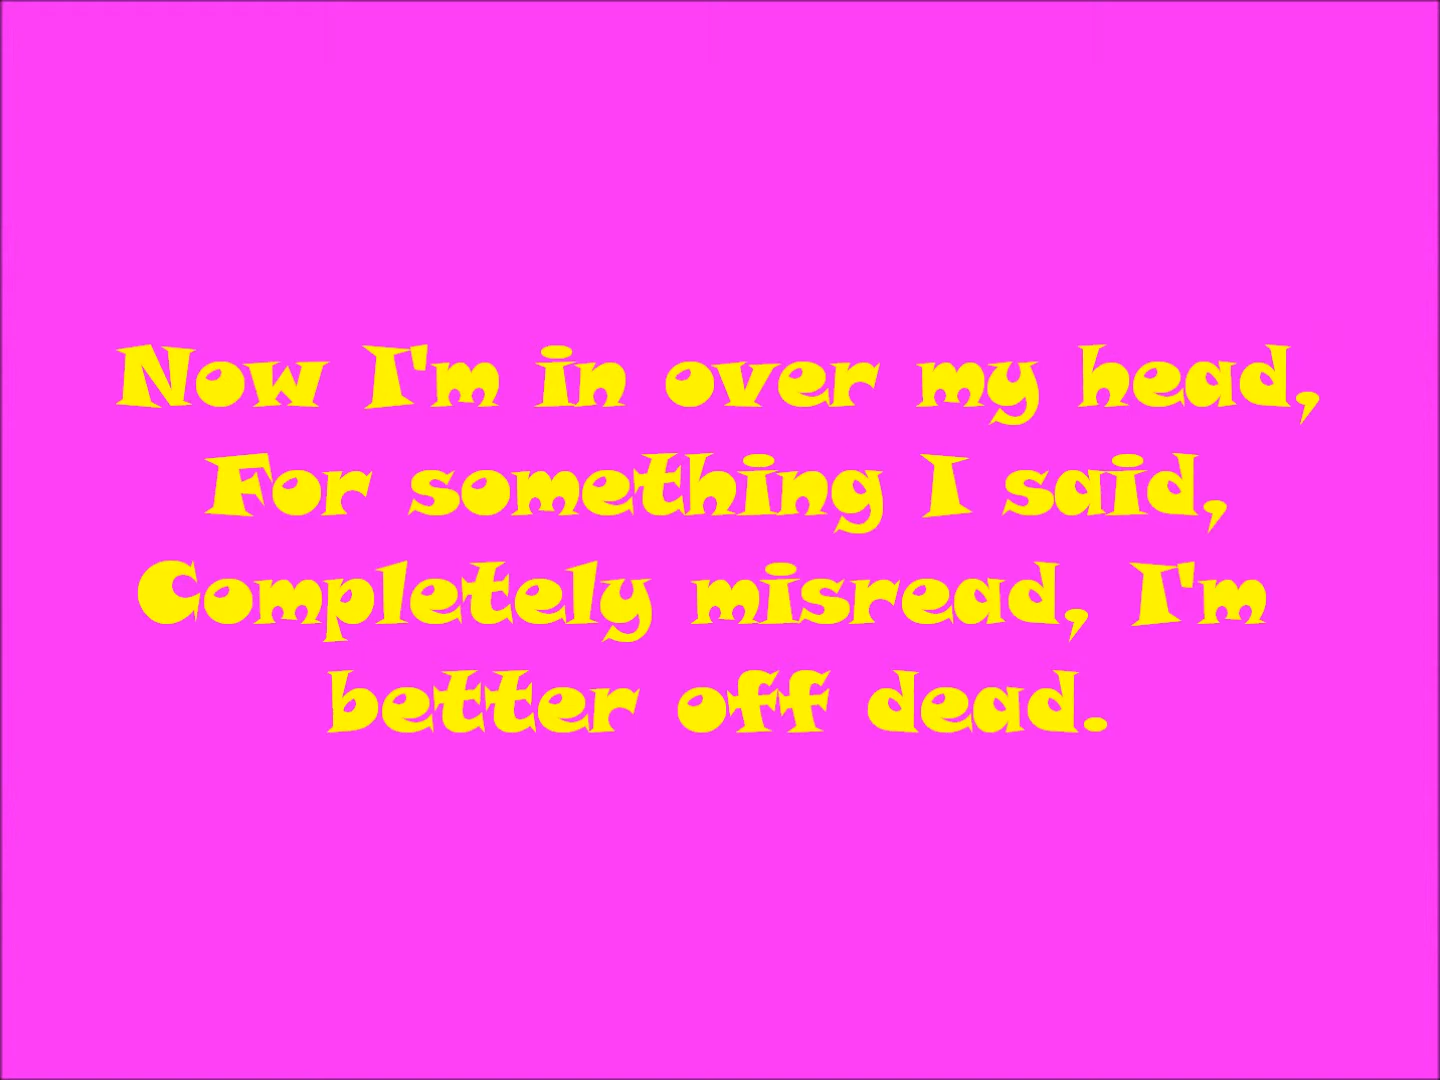 Now I'm in over my head,
For something I said,
Completely misread, I'm
better off dead.